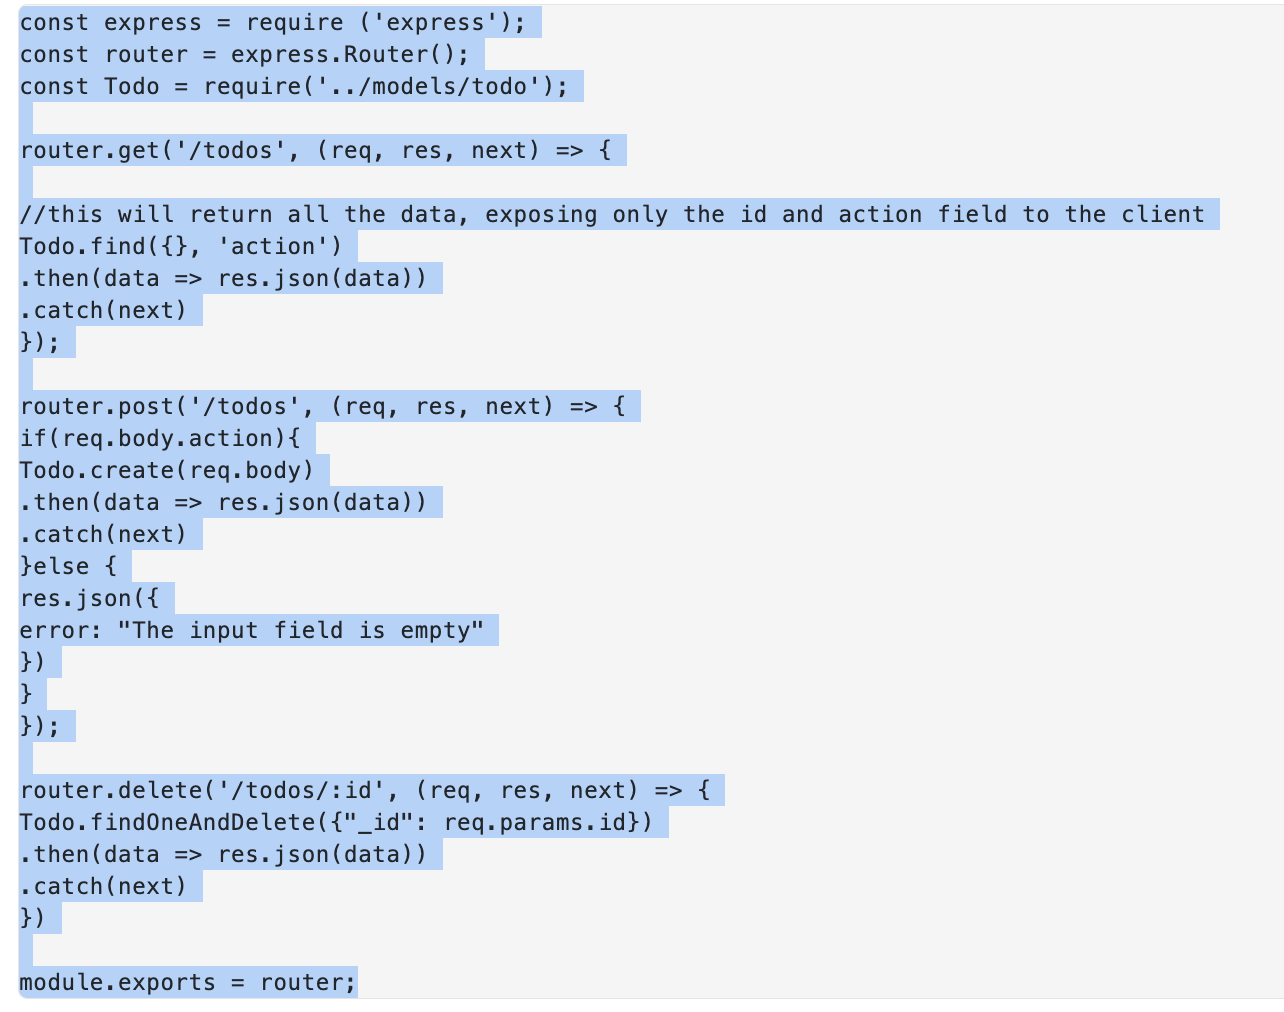 const express = require ('express');
const router = express.Router();
const Todo = require('../models/todo');
router.get('/todos', (req, res, next) => {
//this will return all the data, exposing only the id and action field to the client
Todo.find({}, 'action')
.then(data => res.json(data))
.catch(next)
});
router.post('/todos', (req, res, next) => {
if(req.body.action){
Todo.create(req.body)
.then(data => res.json(data))
.catch(next)
}else {
res.json({
error: "The input field is empty"
})
}
});
router.delete('/todos/:id', (req, res, next) => {
Todo.findOneAndDelete({"_id": req.params.id})
.then(data => res.json(data))
.catch(next)
})
module.exports = router;